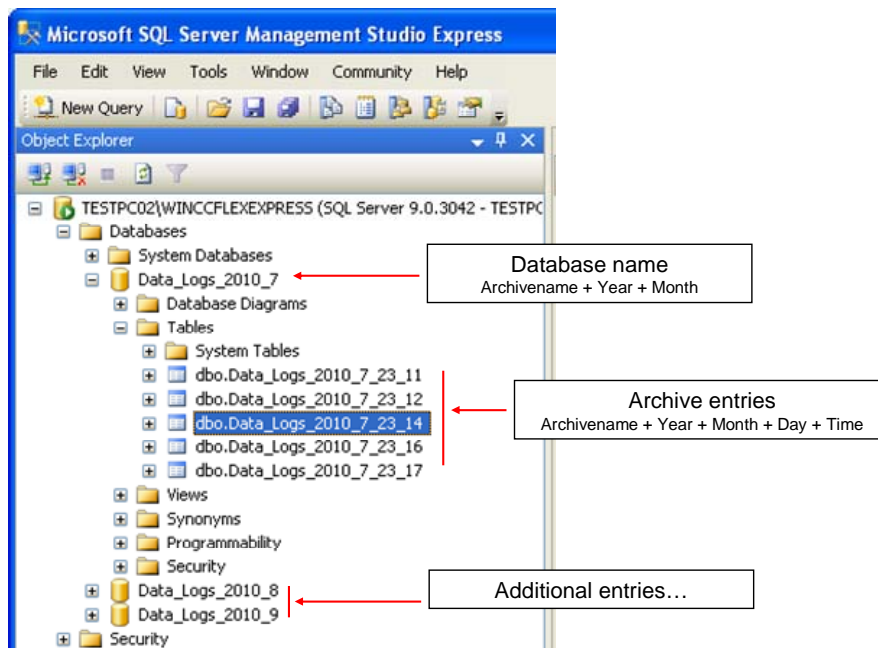 Microsoft SQL Server Management Studio Express
File Edit View Tools Window Community Help
New Query
Object Explorer
TESTPC02\WINCCFLEXEXPRESS (SQL Server 9.0.3042 - TESTPC
Databases
System Databases
Data_Logs_2010_7
Database name
Archivename + Year + Month
Database Diagrams
Tables
System Tables
dbo.Data_Logs_2010_7_23_11
dbo.Data_Logs_2010_7_23_12
dbo.Data_Logs_2010_7_23_14
dbo.Data_Logs_2010_7_23_16
dbo.Data_Logs_2010_7_23_17
Archive entries
Archivename + Year + Month + Day + Time
Views
Synonyms
Programmability
Security
Data_Logs_2010_8
Data_Logs_2010_9
Additional entries…
Security